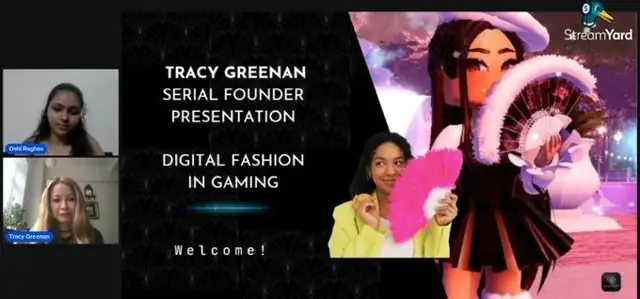 StreamYard
TRACY GREENAN
SERIAL FOUNDER
PRESENTATION
DIGITAL FASHION
IN GAMING
Welcome!
Oshi Raghav
Tracy Greenan